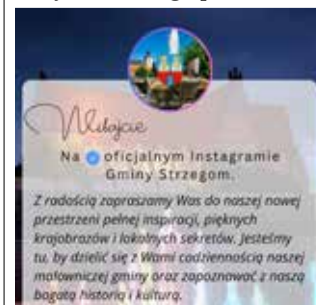 Witajcie
Na oficjalnym Instagramie
Gminy Strzegom.
Z radością zapraszamy Was do naszej nowej
przestrzeni pełnej inspiracji, pięknych
krajobrazów i lokalnych sekretów. Jesteśmy
tu, by dzielić się z Wami codziennością naszej
malowniczej gminy oraz zapoznawać z naszą
bogatą historią i kulturą.